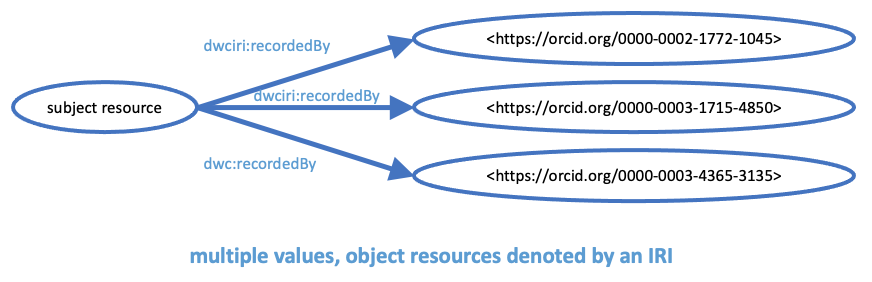 dwciri:recordedBy
<https://orcid.org/0000-0002-1772-1045>
subject resource
dwciri:recordedBy
<https://orcid.org/0000-0003-1715-4850>
dwc:recordedBy
<https://orcid.org/0000-0003-4365-3135>
multiple values, object resources denoted by an IRI